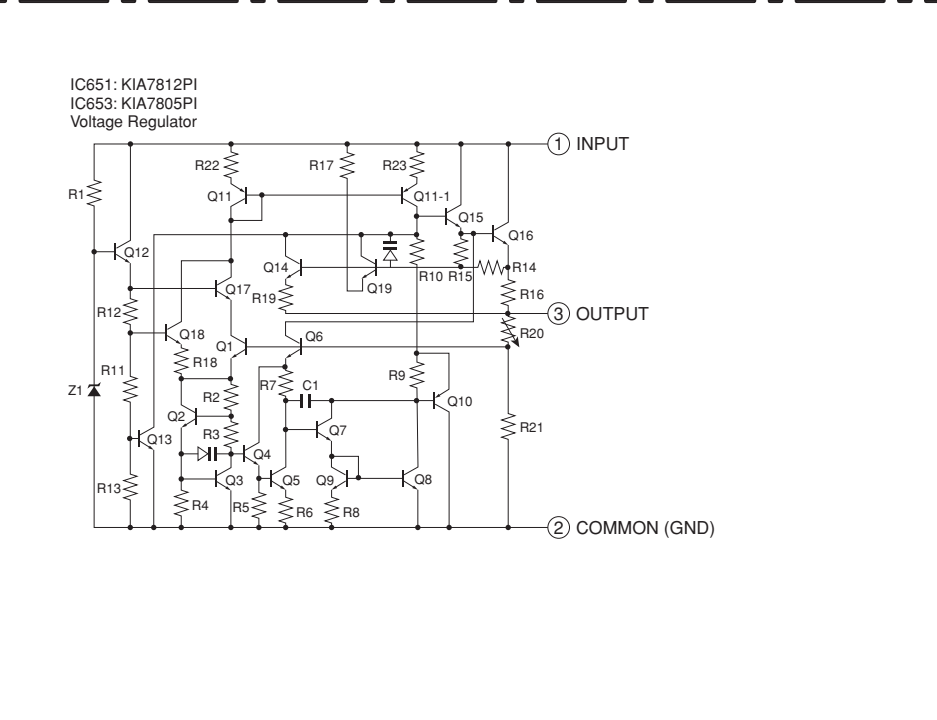 IC651: KIA7812PI
IC653: KIA7805PI
Voltage Regulator
1 INPUT
R22
R17
R23
R1
Q11
Q11-1
Q15
Q16
Q12
Q14
Q19
R10
R15
R14
R19
R16
Q17
R12
3 OUTPUT
Q18
Q1
Q6
R20
R18
R11
R9
Z1
R2
R7
C1
Q10
Q2
R3
Q7
R21
Q13
Q4
Q3
Q5
Q9
Q8
R13
R4
R5
R6
R8
2 COMMON (GND)